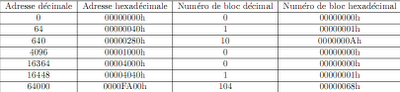 Adresse décimale Adresse hexadécimale Numéro de bloc décimal Numéro de bloc hexadécimal
0 00000000h 0 00000000h
64 00000040h 1 00000001h
640 00000280h 10 0000000Ah
4096 00001000h 0 00000000h
16364 00004000h 0 00000000h
16448 00004040h 1 00000001h
64000 0000FA00h 104 00000068h